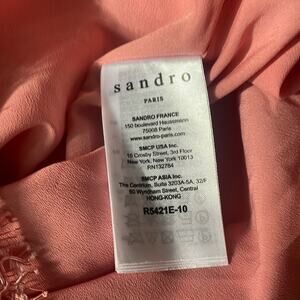 sandro
PARIS
SANDRO FRANCE
150 boulevard Haussmann
75008 Paris
www.sandro-paris.com
SMCP USA Inc.
15 Crosby Street, 3rd Floor
New York, New York 10013
RN132784
SMCP ASIA Inc.
The Centrium, Suite 3203A-5A, 32/F
60 Wyndham Street, Central
HONG-KONG
R5421E-10